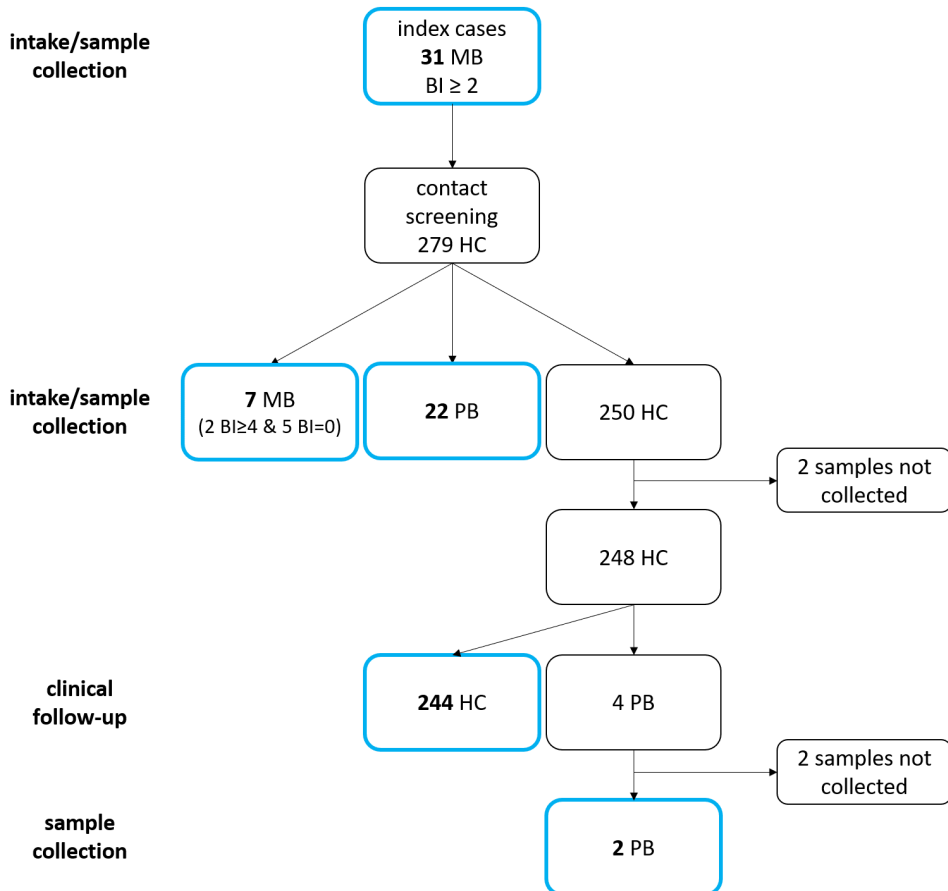 intake/sample
collection
index cases
31 MB
BI ≥ 2
contact
screening
279 HC
intake/sample
collection
7 MB
(2 BI≥4 & 5 BI=0)
22 PB
250 HC
2 samples not
collected
248 HC
clinical
follow-up
244 HC
4 PB
2 samples not
collected
sample
collection
2 PB